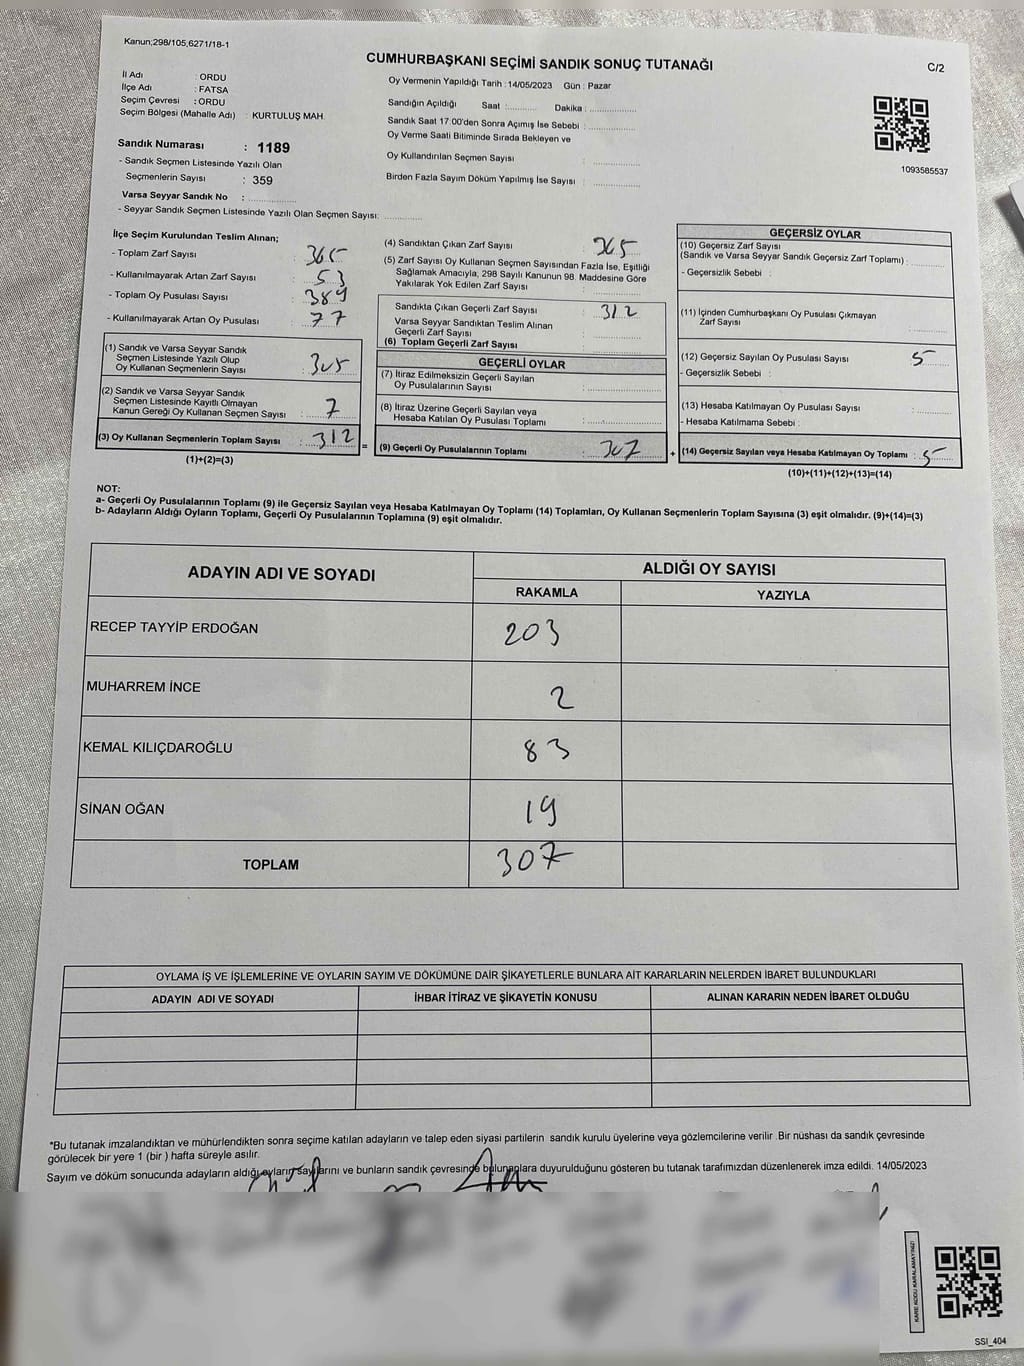 Kanun;298/105,6271/18-1
CUMHURBAŞKANI SEÇİMİ SANDIK SONUÇ TUTANAĞI
C/2
İl Adı : ORDU
İlçe Adı : FATSA
Seçim Çevresi : ORDU
Seçim Bölgesi (Mahalle Adı) : KURTULUŞ MAH.
Oy Vermenin Yapıldığı Tarih : 14/05/2023 Gün : Pazar
Sandığın Açıldığı Saat :.......... Dakika :................
Sandık Saat 17.00'den Sonra Açımış İse Sebebi :................
Oy Verme Saati Bitiminde Sırada Bekleyen ve
Oy Kullandırılan Seçmen Sayısı :................
Birden Fazla Sayım Döküm Yapılmış İse Sayısı :................
1093585537
Sandık Numarası : 1189
- Sandık Seçmen Listesinde Yazılı Olan
Seçmenlerin Sayısı : 359
Varsa Seyyar Sandık No :................
- Seyyar Sandık Seçmen Listesinde Yazılı Olan Seçmen Sayısı: .............
İlçe Seçim Kurulundan Teslim Alınan;
- Toplam Zarf Sayısı : 365
- Kullanılmayarak Artan Zarf Sayısı : 53
- Toplam Oy Pusulası Sayısı : 389
- Kullanılmayarak Artan Oy Pusulası : 77
(1) Sandık ve Varsa Seyyar Sandık
Seçmen Listesinde Yazılı Olup
Oy Kullanan Seçmenlerin Sayısı : 305
(2) Sandık ve Varsa Seyyar Sandık
Seçmen Listesinde Kayıtlı Olmayan
Kanun Gereği Oy Kullanan Seçmen Sayısı : 7
(3) Oy Kullanan Seçmenlerin Toplam Sayısı : 312 =
(1)+(2)=(3)
(4) Sandıktan Çıkan Zarf Sayısı : 365
(5) Zarf Sayısı Oy Kullanan Seçmen Sayısından Fazla İse, Eşitliği
Sağlamak Amacıyla, 298 Sayılı Kanunun 98. Maddesine Göre
Yakılarak Yok Edilen Zarf Sayısı :................
Sandıkta Çıkan Geçerli Zarf Sayısı : 312
Varsa Seyyar Sandıktan Teslim Alınan
Geçerli Zarf Sayısı :................
(6) Toplam Geçerli Zarf Sayısı :................
GEÇERLİ OYLAR
(7) İtiraz Edilmeksizin Geçerli Sayılan
Oy Pusulalarının Sayısı :................
(8) İtiraz Üzerine Geçerli Sayılan veya
Hesaba Katılan Oy Pusulaları Toplamı :................
(9) Geçerli Oy Pusulalarının Toplamı : 307 +
GEÇERSİZ OYLAR
(10) Geçersiz Zarf Sayısı
(Sandık ve Varsa Seyyar Sandık Geçersiz Zarf Toplamı) :............
- Geçersizlik Sebebi :
(11) İçinden Cumhurbaşkanı Oy Pusulası Çıkmayan
Zarf Sayısı :............
(12) Geçersiz Sayılan Oy Pusulası Sayısı : 5
- Geçersizlik Sebebi :
(13) Hesaba Katılmayan Oy Pusulası Sayısı :............
- Hesaba Katılmama Sebebi :
(14) Geçersiz Sayılan veya Hesaba Katılmayan Oy Toplamı : 5
(10)+(11)+(12)+(13)=(14)
NOT:
a- Geçerli Oy Pusulalarının Toplamı (9) ile Geçersiz Sayılan veya Hesaba Katılmayan Oy Toplamı (14) Toplamları, Oy Kullanan Seçmenlerin Toplam Sayısına (3) eşit olmalıdır. (9)+(14)=(3)
b- Adayların Aldığı Oyların Toplamı, Geçerli Oy Pusulalarının Toplamına (9) eşit olmalıdır.
ADAYIN ADI VE SOYADI ALDIĞI OY SAYISI
RAKAMLA YAZIYLA
RECEP TAYYİP ERDOĞAN 203
MUHARREM İNCE 2
KEMAL KILIÇDAROĞLU 83
SİNAN OĞAN 19
TOPLAM 307
OYLAMA İŞ VE İŞLEMLERİNE VE OYLARIN SAYIM VE DÖKÜMÜNE DAİR ŞİKAYETLERLE BUNLARA AİT KARARLARIN NELERDEN İBARET BULUNDUKLARI
ADAYIN ADI VE SOYADI İHBAR İTİRAZ VE ŞİKAYETİN KONUSU ALINAN KARARIN NEDEN İBARET OLDUĞU
*Bu tutanak imzalandıktan ve mühürlendikten sonra seçime katılan adayların ve talep eden siyasi partilerin sandık kurulu üyelerine veya gözlemcilerine verilir .Bir nüshası da sandık çevresinde
görülecek bir yere 1 (bir ) hafta süreyle asılır.
Sayım ve döküm sonucunda adayların aldığı oyların sayılarını ve bunların sandık çevresinde bulunanlara duyurulduğunu gösteren bu tutanak tarafımızdan düzenlenerek imza edildi. 14/05/2023
KARE KODU KARALAMAYINIZ!
SSI_404